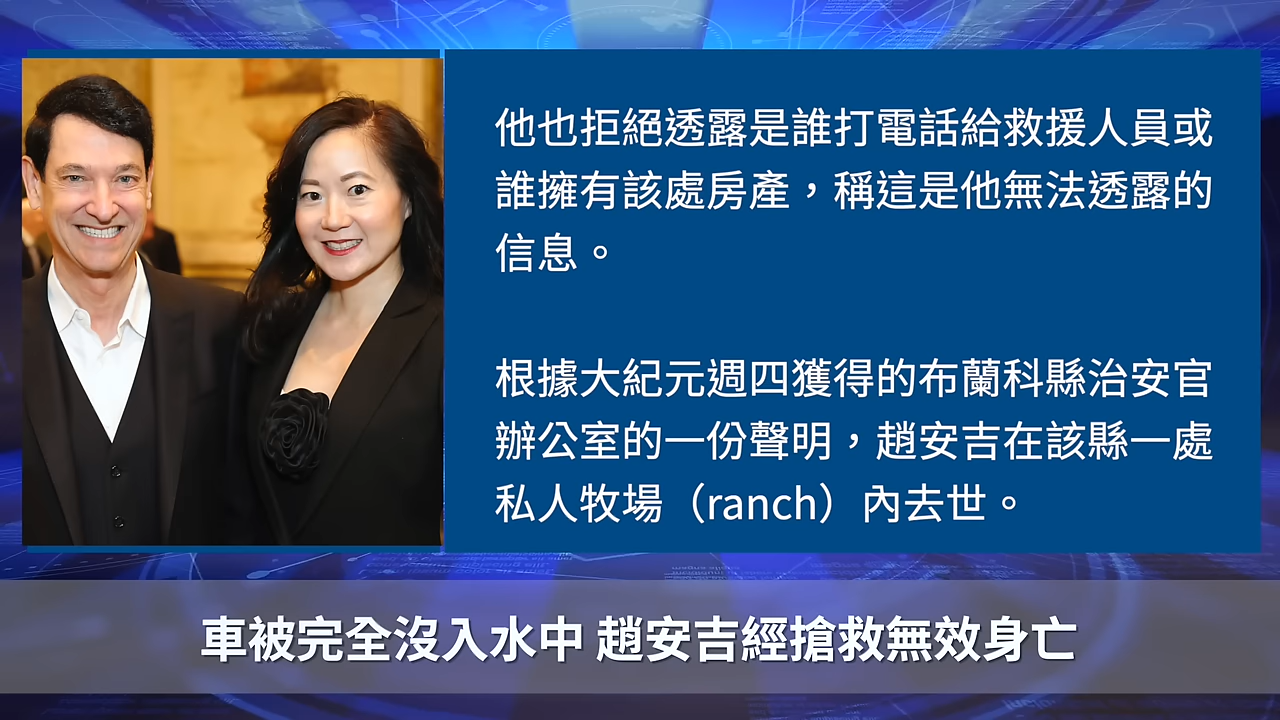 他也拒絕透露是誰打電話給救援人員或
誰擁有該處房產，稱這是他無法透露的
信息。
根據大紀元週四獲得的布蘭科縣治安官
辦公室的一份聲明，趙安吉在該縣一處
私人牧場（ranch）內去世。
車被完全沒入水中 趙安吉經搶救無效身亡